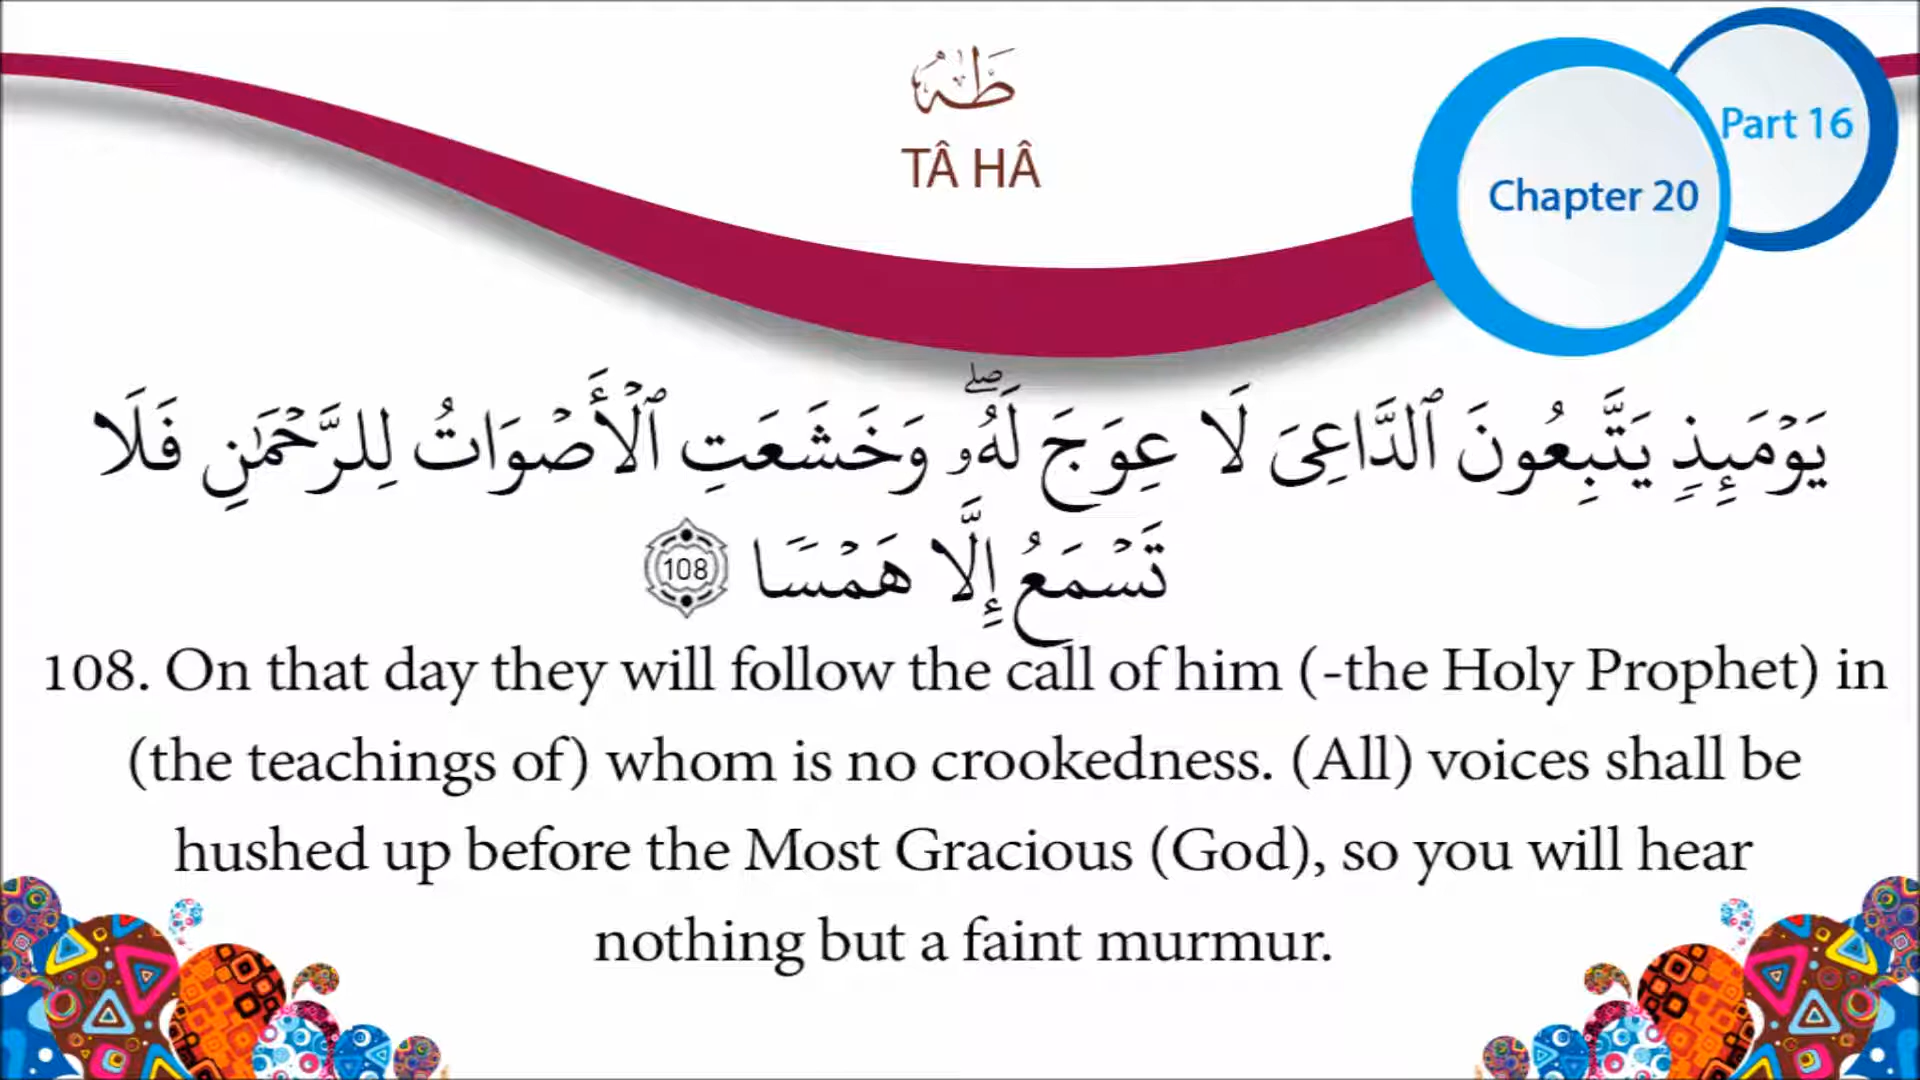 طه
TÂ HÂ
Part 16
Chapter 20
يَوْمَئِذٍ يَتَّبِعُونَ ٱلدَّاعِىَ لَا عِوَجَ لَهُۥ ۖ وَخَشَعَتِ ٱلْأَصْوَاتُ لِلرَّحْمَٰنِ فَلَا
تَسْمَعُ إِلَّا هَمْسًا 108
108. On that day they will follow the call of him (-the Holy Prophet) in
(the teachings of) whom is no crookedness. (All) voices shall be
hushed up before the Most Gracious (God), so you will hear
nothing but a faint murmur.